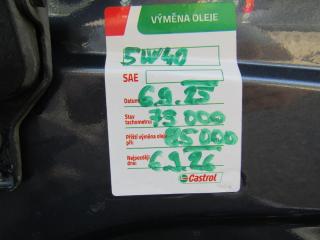 VÝMĚNA OLEJE
5W40
SAE
Datum: 6.9.25
Stav tachometru: 73 000
Příští výměna oleje při: 85 000
Nejpozději dne: 6.9.26
Castrol